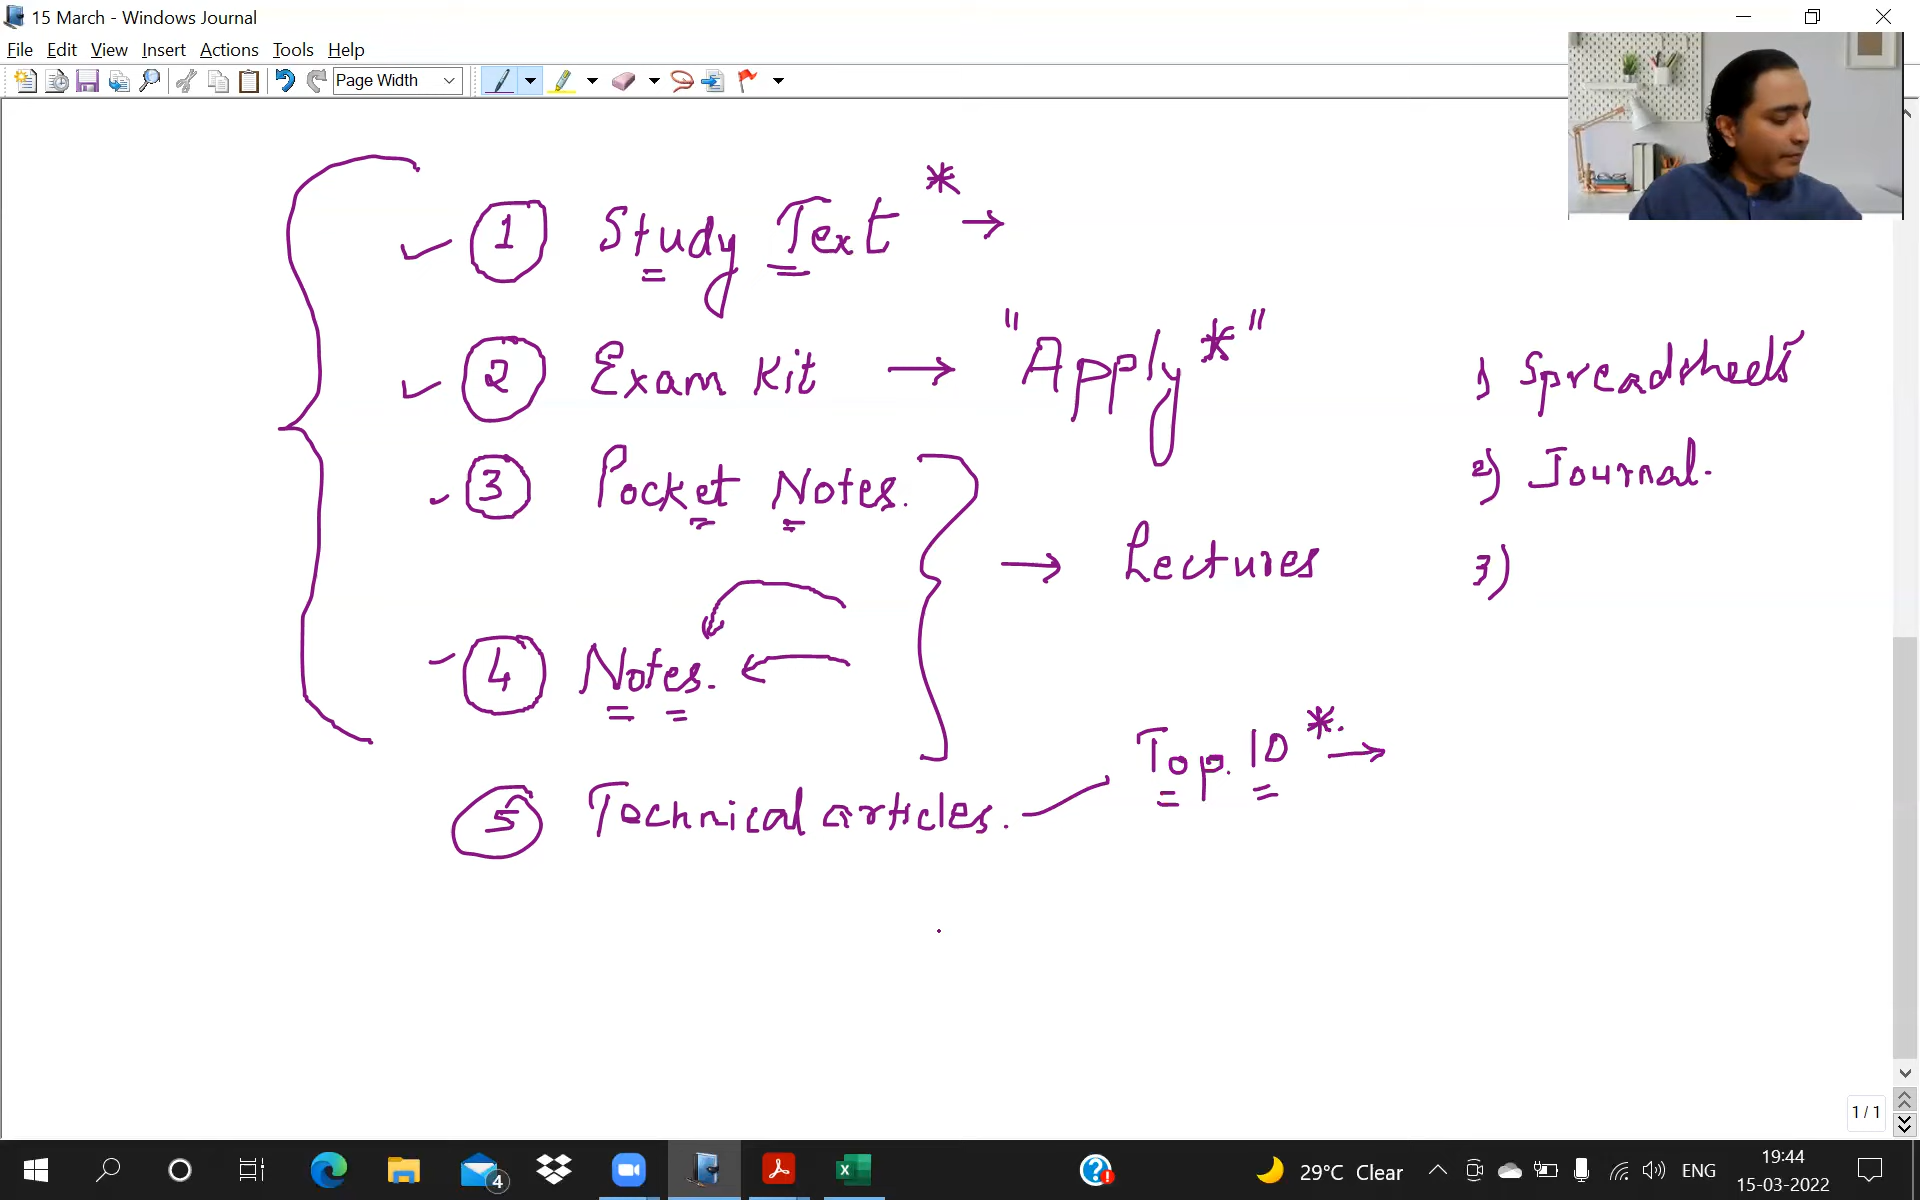 15 March - Windows Journal
File Edit View Insert Actions Tools Help
Page Width
1 Study Text * →
2 Exam Kit → "Apply *"
3 Pocket Notes.
→ Lectures
4 Notes.
5 Technical articles. Top 10 *. →
1) Spreadsheets
2) Journal.
3)
1 / 1
4
29°C Clear
ENG
19:44
15-03-2022